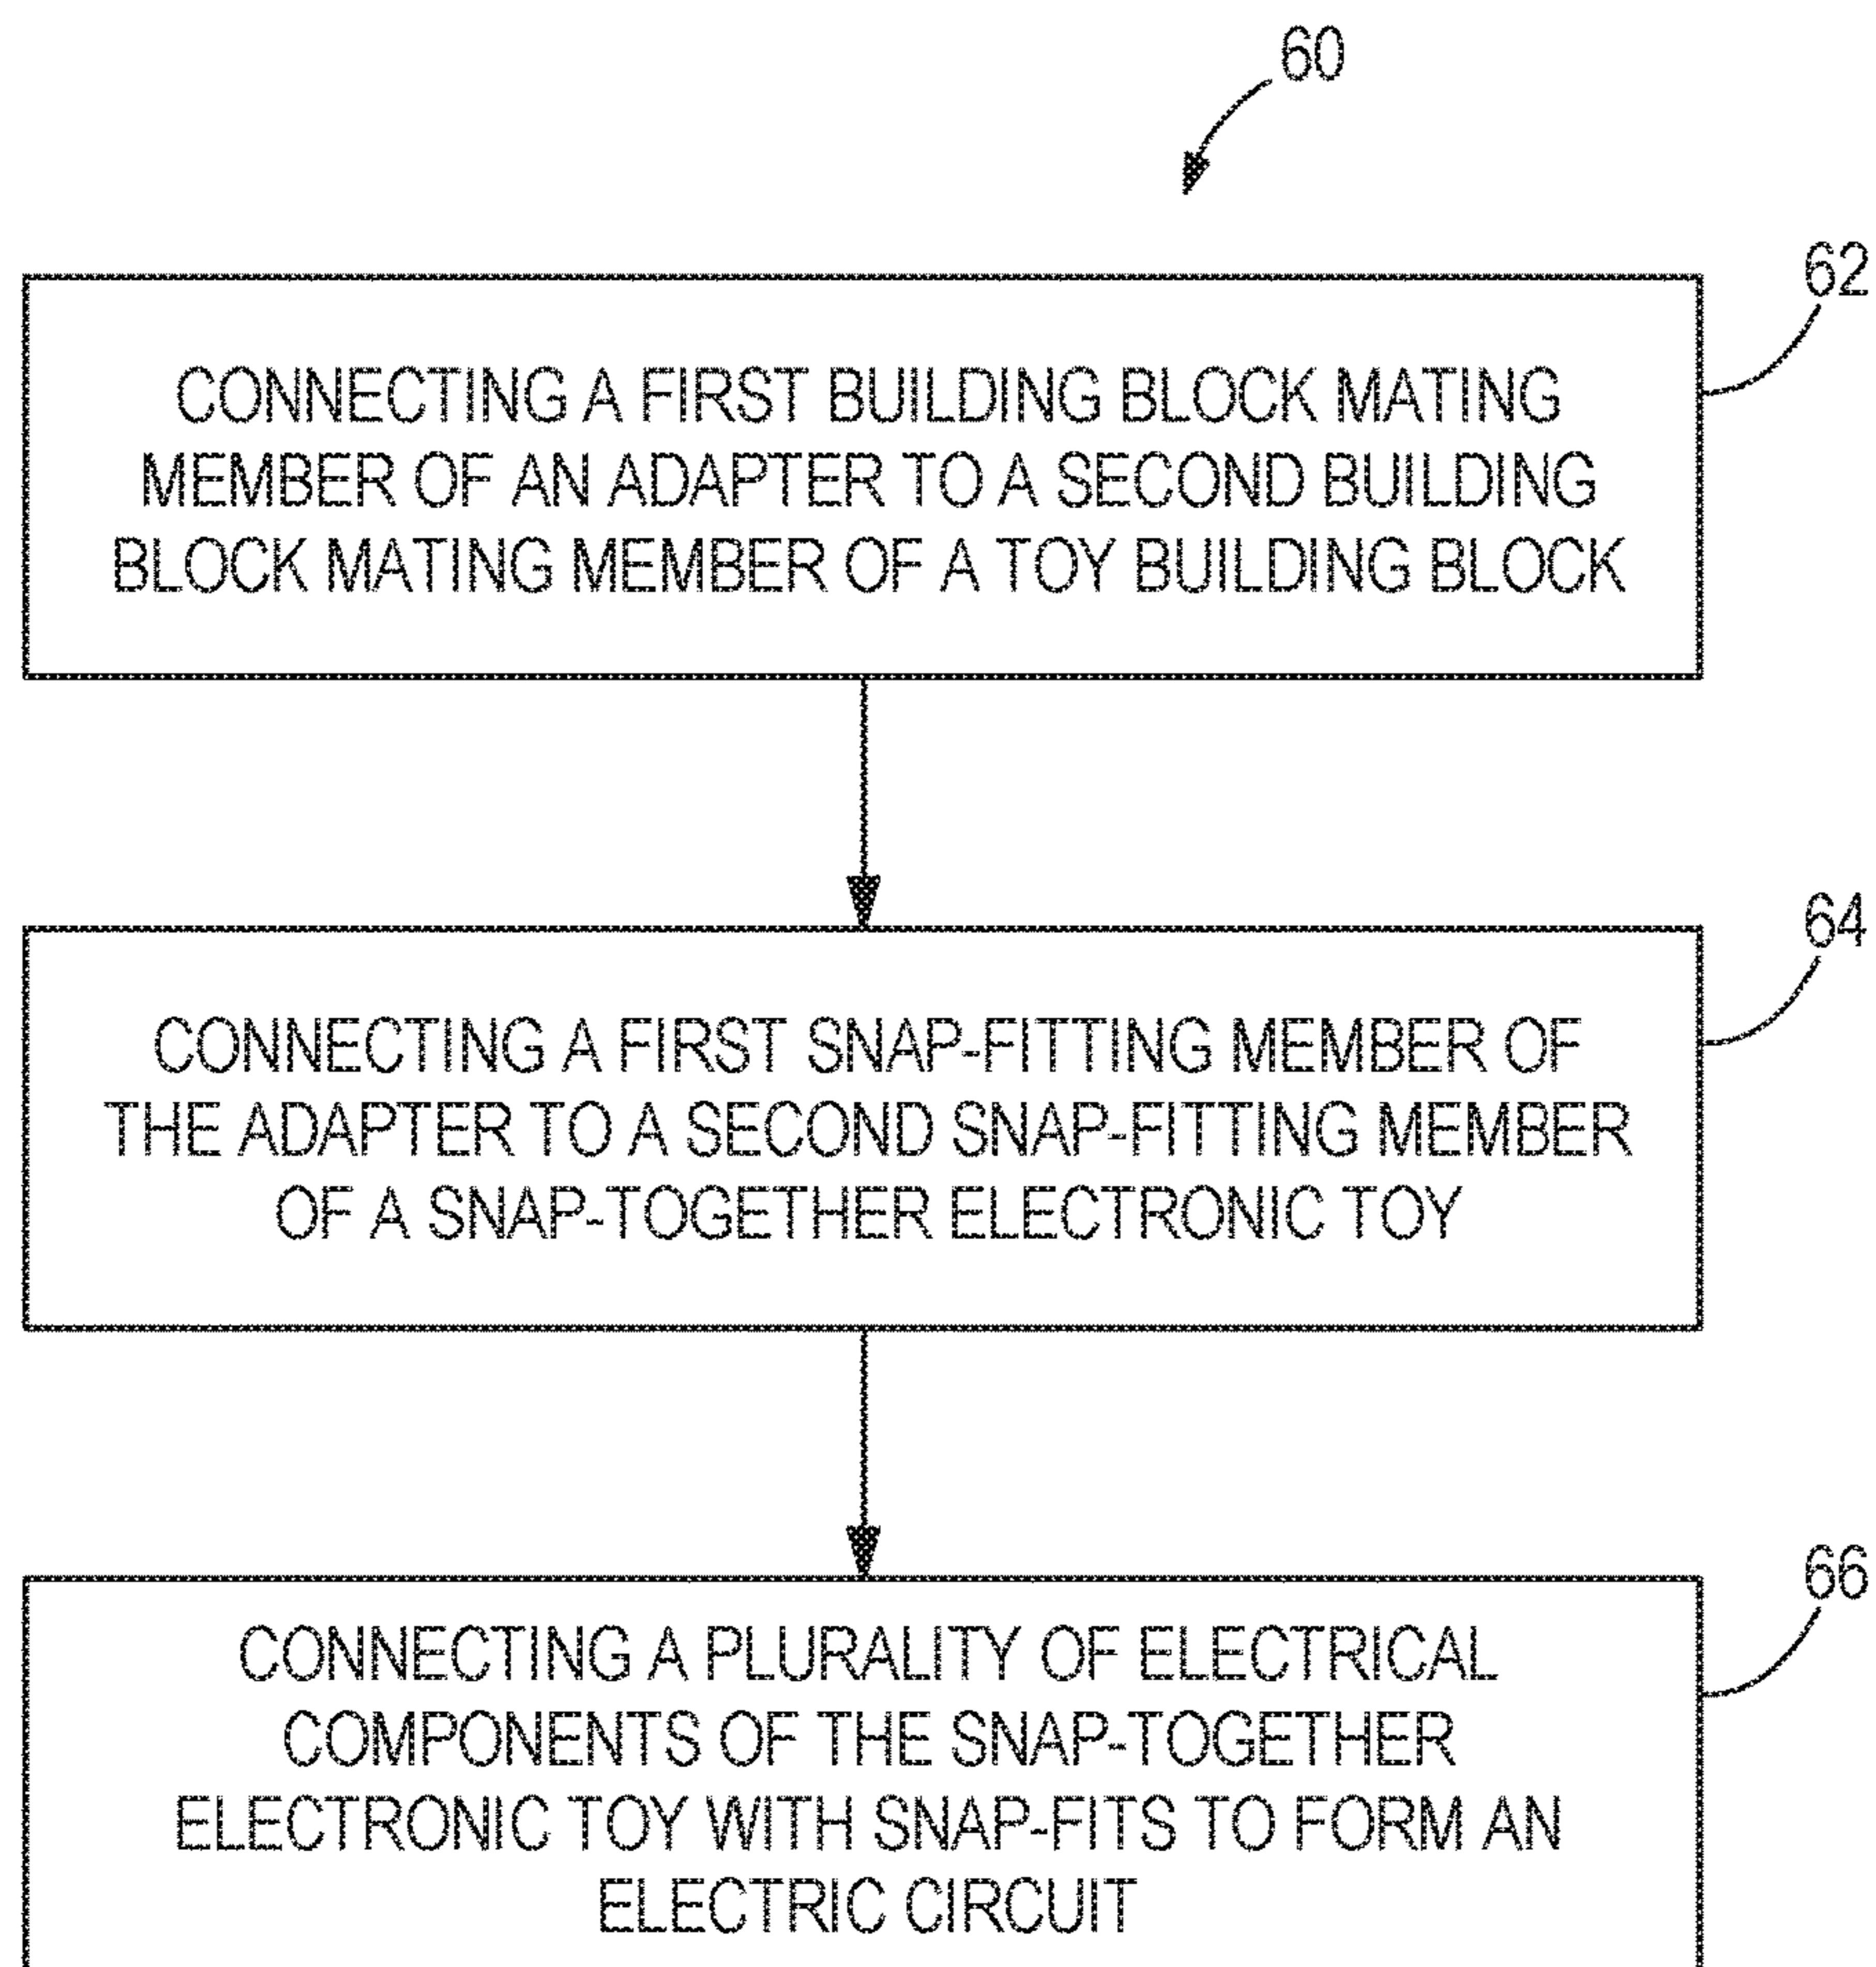 60
62
CONNECTING A FIRST BUILDING BLOCK MATING
MEMBER OF AN ADAPTER TO A SECOND BUILDING
BLOCK MATING MEMBER OF A TOY BUILDING BLOCK
64
CONNECTING A FIRST SNAP-FITTING MEMBER OF
THE ADAPTER TO A SECOND SNAP-FITTING MEMBER
OF A SNAP-TOGETHER ELECTRONIC TOY
66
CONNECTING A PLURALITY OF ELECTRICAL
COMPONENTS OF THE SNAP-TOGETHER
ELECTRONIC TOY WITH SNAP-FITS TO FORM AN
ELECTRIC CIRCUIT